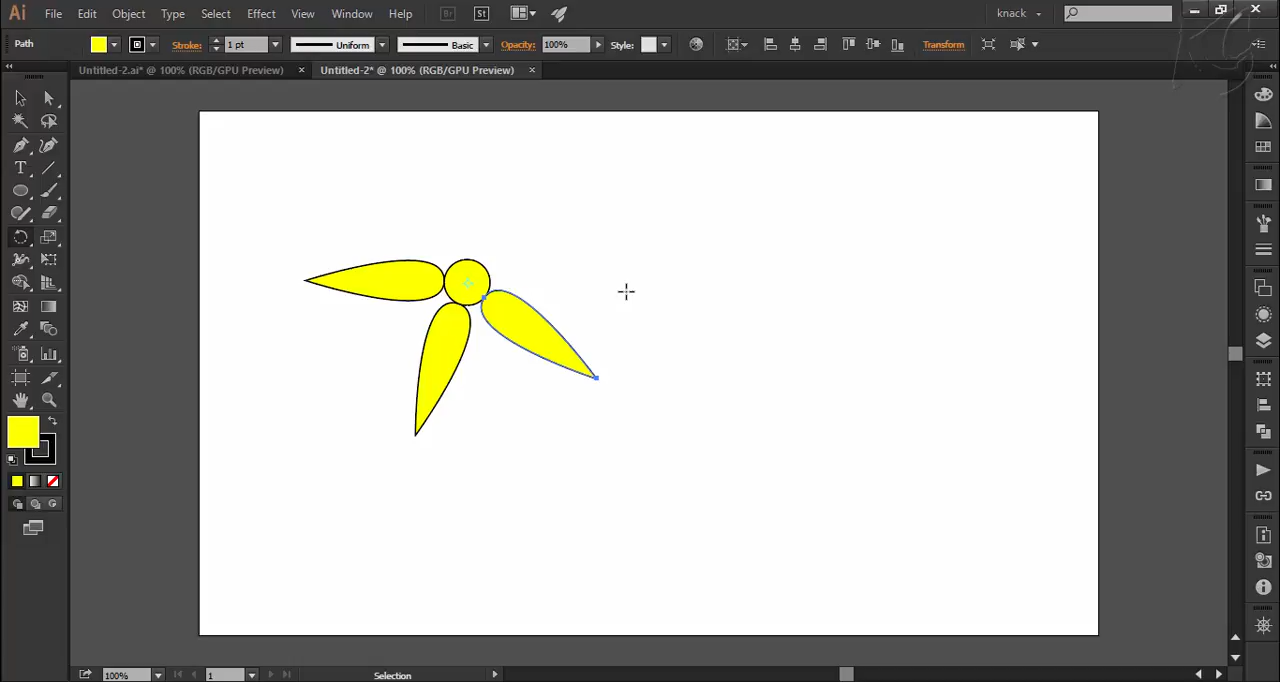 Ai File Edit Object Type Select Effect View Window Help Br St knack
Path Stroke: 1 pt Uniform Basic Opacity: 100% Style: Transform
Untitled-2.ai* @ 100% (RGB/GPU Preview) × Untitled-2* @ 100% (RGB/GPU Preview) ×
T
100% 1 Selection